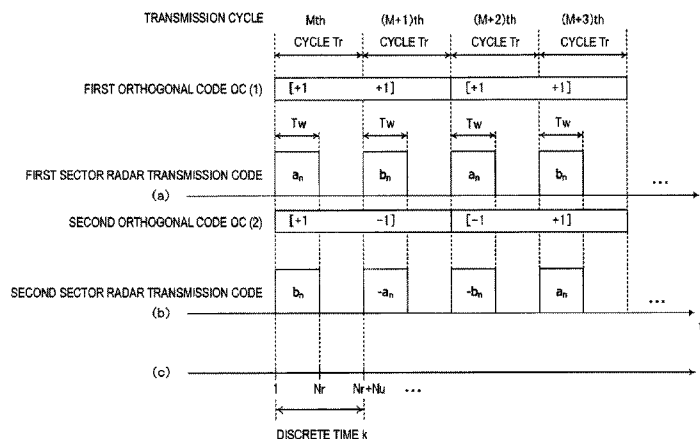 TRANSMISSION CYCLE Mth (M+1)th (M+2)th (M+3)th
CYCLE Tr CYCLE Tr CYCLE Tr CYCLE Tr
FIRST ORTHOGONAL CODE OC (1) [+1 +1] [+1 +1]
Tw Tw Tw Tw
FIRST SECTOR RADAR TRANSMISSION CODE an bn an bn ...
(a)
SECOND ORTHOGONAL CODE OC (2) [+1 -1] [-1 +1]
SECOND SECTOR RADAR TRANSMISSION CODE bn -an -bn an ...
(b)
(c)
1 Nr Nr+Nu ...
DISCRETE TIME k